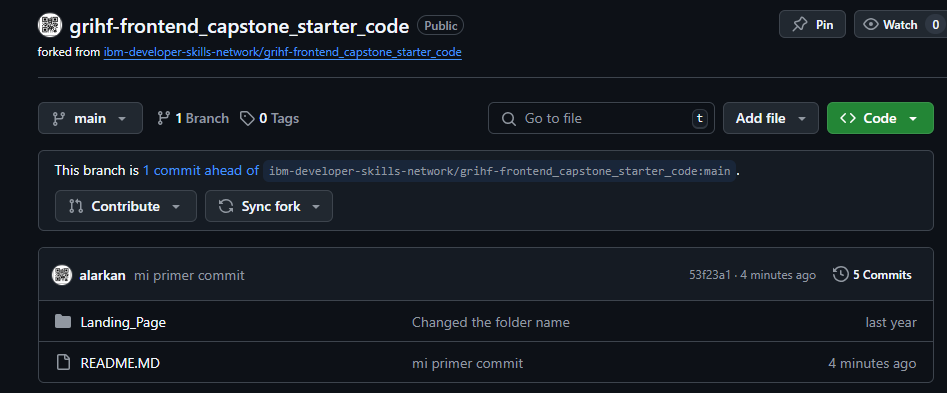 grihf-frontend_capstone_starter_code Public Pin Watch 0
forked from ibm-developer-skills-network/grihf-frontend_capstone_starter_code
main 1 Branch 0 Tags Go to file t Add file Code
This branch is 1 commit ahead of ibm-developer-skills-network/grihf-frontend_capstone_starter_code:main.
Contribute Sync fork
alarkan mi primer commit 53f23a1 · 4 minutes ago 5 Commits
Landing_Page Changed the folder name last year
README.MD mi primer commit 4 minutes ago